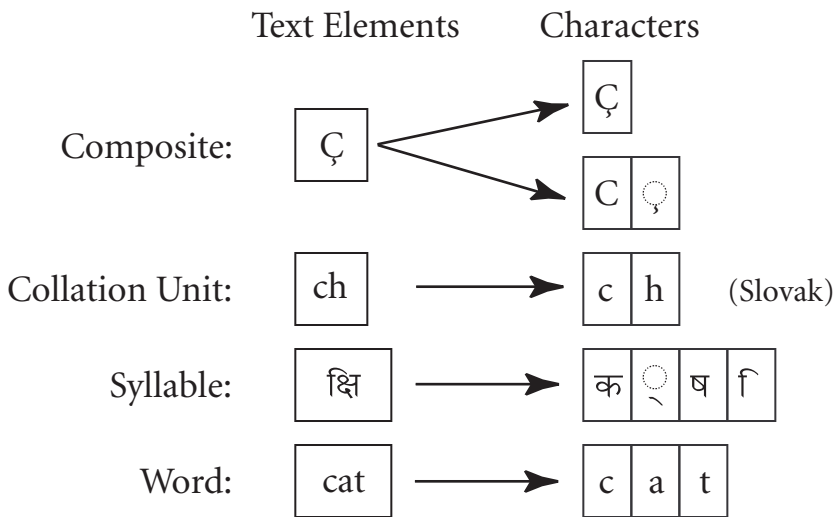 Text Elements Characters
Composite: Ç Ç
C ◌̧
Collation Unit: ch c h (Slovak)
Syllable: क्षि क ◌् ष ि
Word: cat c a t